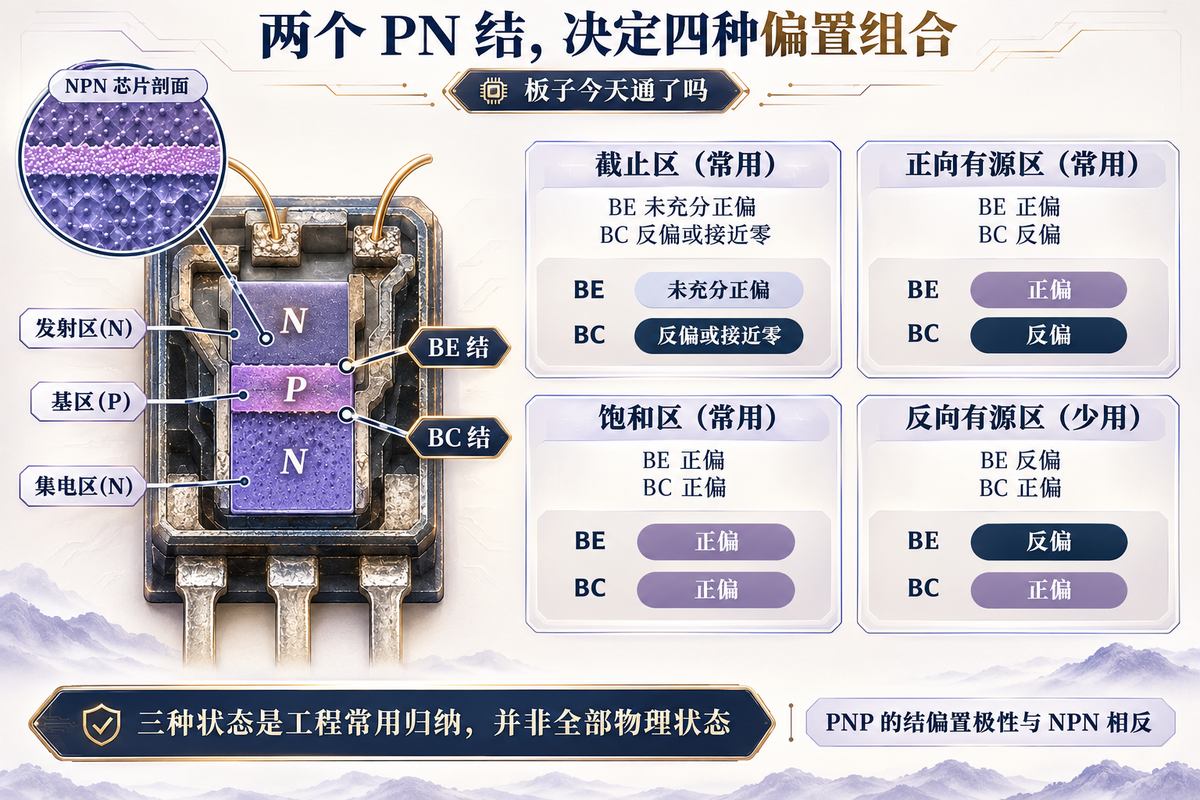 两个 PN 结，决定四种偏置组合
板子今天通了吗
NPN 芯片剖面
发射区(N)
基区(P)
集电区(N)
N
P
N
BE 结
BC 结
截止区（常用）
BE 未充分正偏
BC 反偏或接近零
BE 未充分正偏
BC 反偏或接近零
正向有源区（常用）
BE 正偏
BC 反偏
BE 正偏
BC 反偏
饱和区（常用）
BE 正偏
BC 正偏
BE 正偏
BC 正偏
反向有源区（少用）
BE 反偏
BC 正偏
BE 反偏
BC 正偏
三种状态是工程常用归纳，并非全部物理状态
PNP 的结偏置极性与 NPN 相反